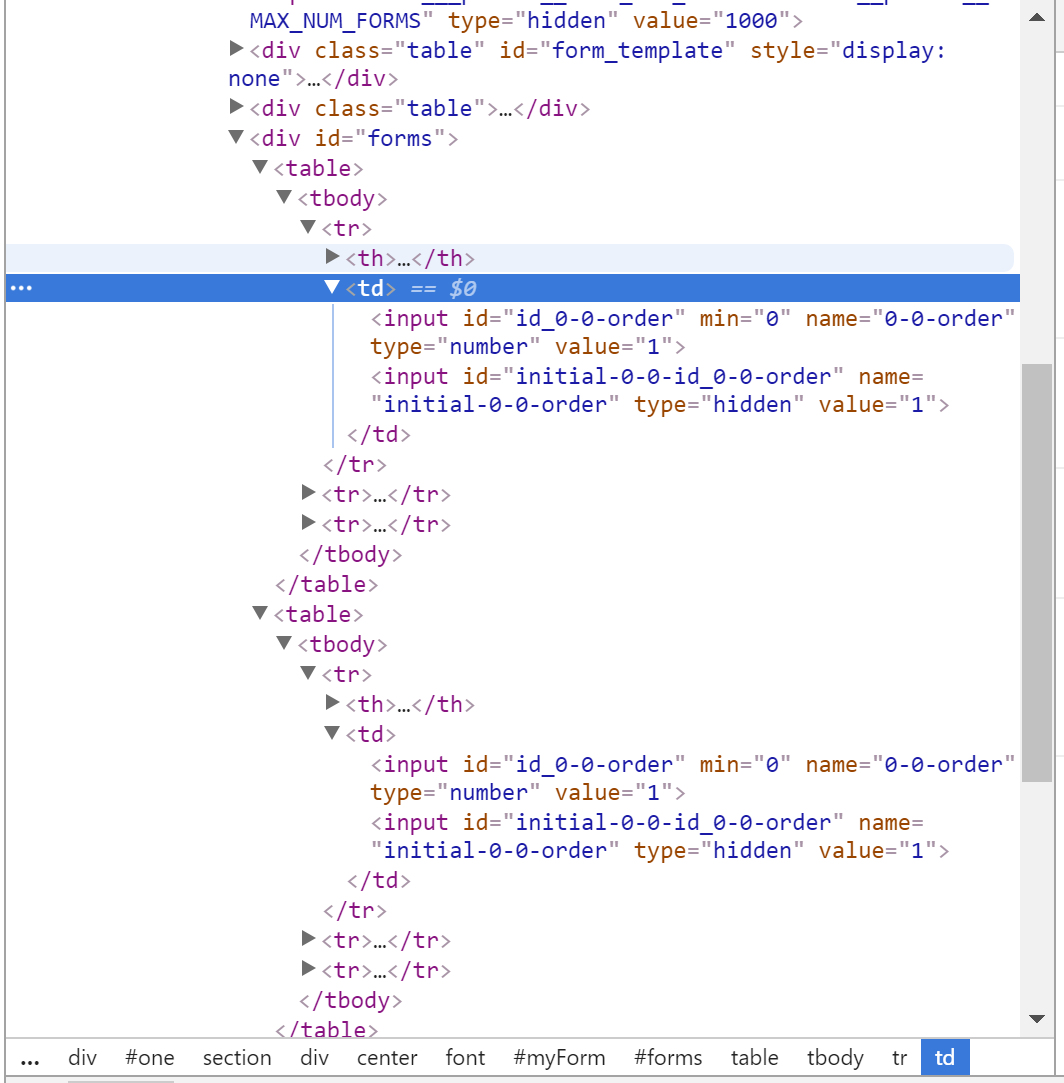 MAX_NUM_FORMS" type="hidden" value="1000">
<div class="table" id="form_template" style="display:
none">…</div>
<div class="table">…</div>
<div id="forms">
<table>
<tbody>
<tr>
<th>…</th>
<td> == $0
<input id="id_0-0-order" min="0" name="0-0-order"
type="number" value="1">
<input id="initial-0-0-id_0-0-order" name=
"initial-0-0-order" type="hidden" value="1">
</td>
</tr>
<tr>…</tr>
<tr>…</tr>
</tbody>
</table>
<table>
<tbody>
<tr>
<th>…</th>
<td>
<input id="id_0-0-order" min="0" name="0-0-order"
type="number" value="1">
<input id="initial-0-0-id_0-0-order" name=
"initial-0-0-order" type="hidden" value="1">
</td>
</tr>
<tr>…</tr>
<tr>…</tr>
</tbody>
</table>
... div #one section div center font #myForm #forms table tbody tr td